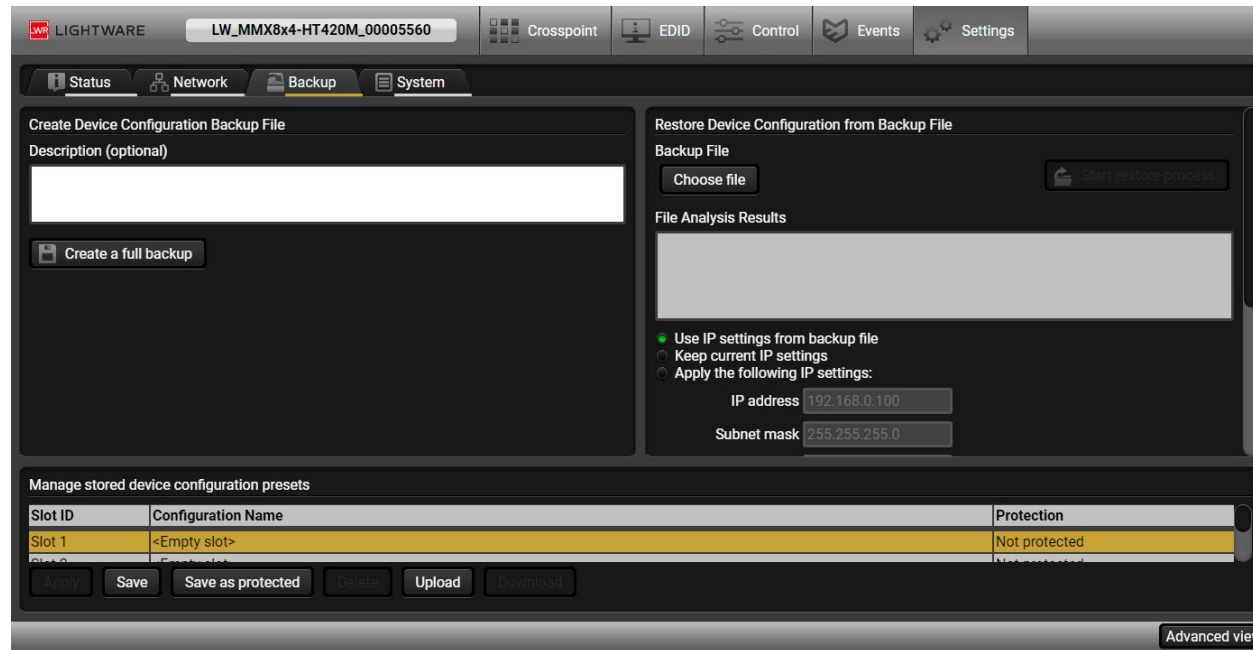 LWR LIGHTWARE LW_MMX8x4-HT420M_00005560 Crosspoint EDID Control Events Settings
Status Network Backup System
Create Device Configuration Backup File
Description (optional)
Create a full backup
Restore Device Configuration from Backup File
Backup File
Choose file Start restore process
File Analysis Results
Use IP settings from backup file
Keep current IP settings
Apply the following IP settings:
IP address 192.168.0.100
Subnet mask 255.255.255.0
Manage stored device configuration presets
Slot ID Configuration Name Protection
Slot 1 <Empty slot> Not protected
Apply Save Save as protected Delete Upload Download
Advanced